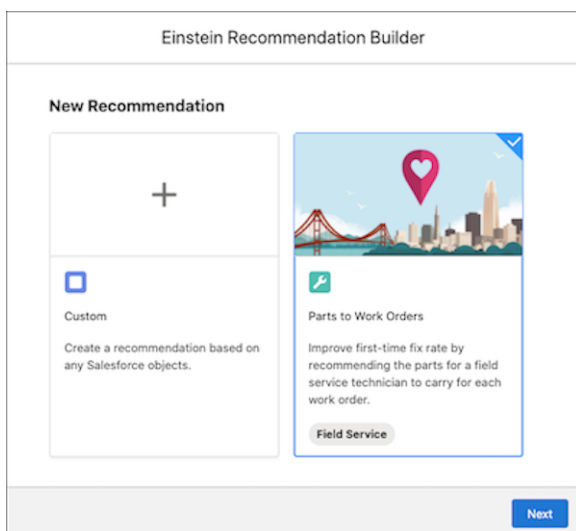 Einstein Recommendation Builder
New Recommendation
Custom
Create a recommendation based on
any Salesforce objects.
Parts to Work Orders
Improve first-time fix rate by
recommending the parts for a field
service technician to carry for each
work order.
Field Service
Next